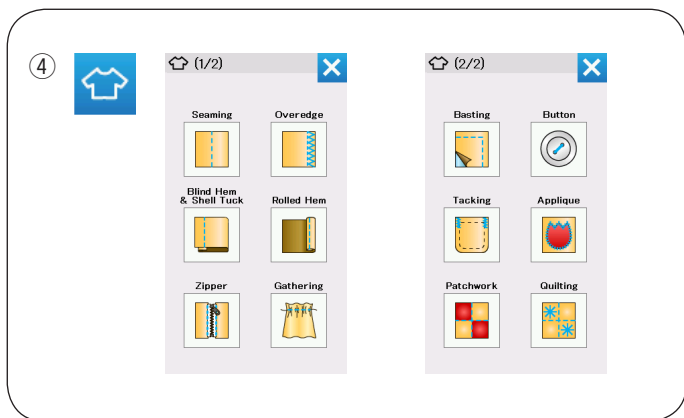 ④
(1/2)
Seaming Overedge
Blind Hem
& Shell Tuck Rolled Hem
Zipper Gathering
(2/2)
Basting Button
Tacking Applique
Patchwork Quilting